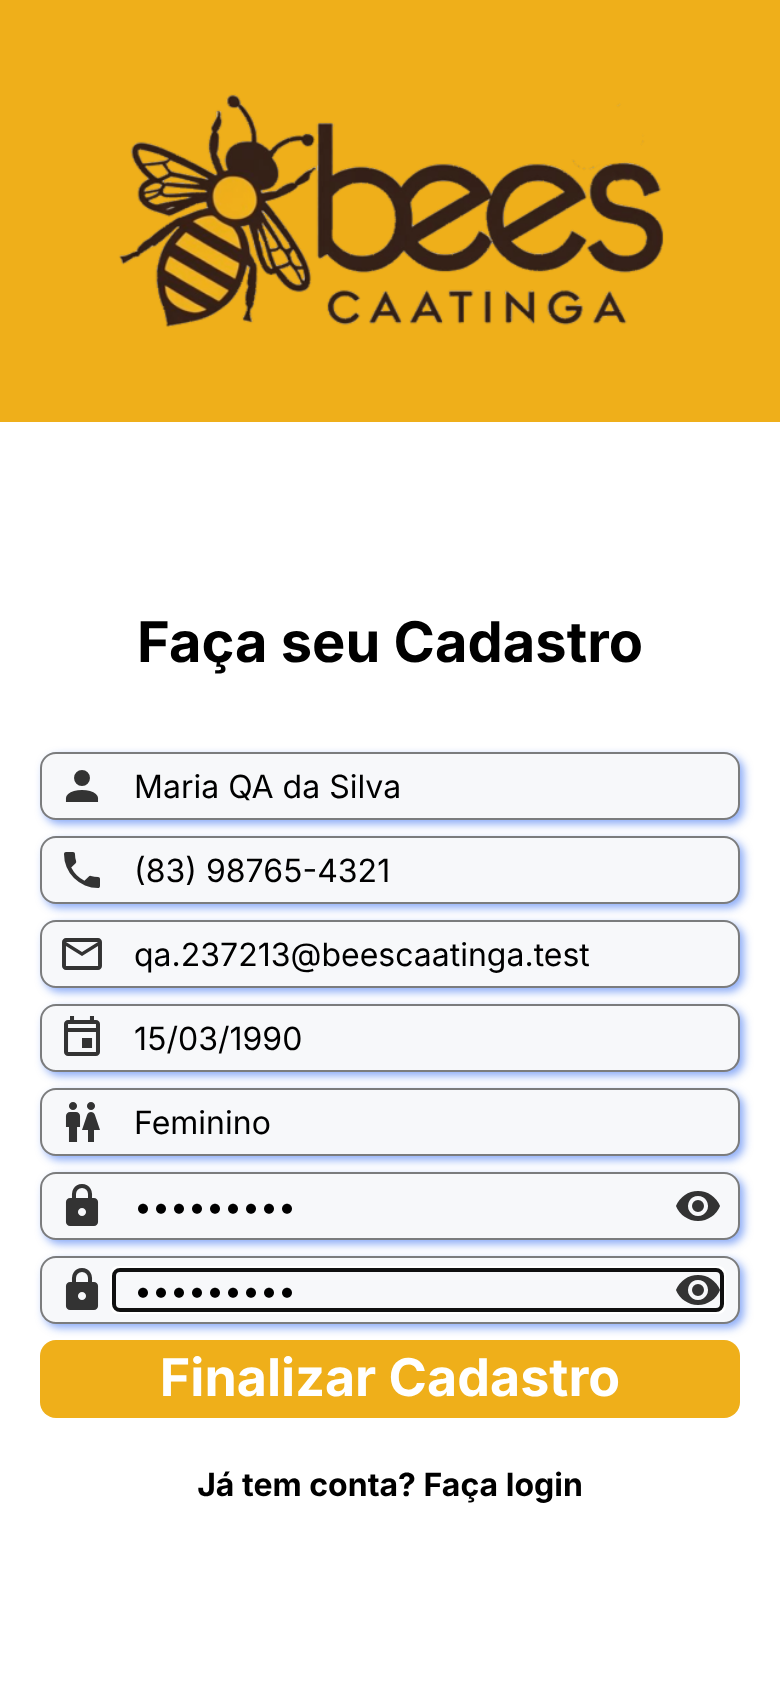 bees
CAATINGA
Faça seu Cadastro
Maria QA da Silva
(83) 98765-4321
qa.237213@beescaatinga.test
15/03/1990
Feminino
•••••••••
•••••••••
Finalizar Cadastro
Já tem conta? Faça login